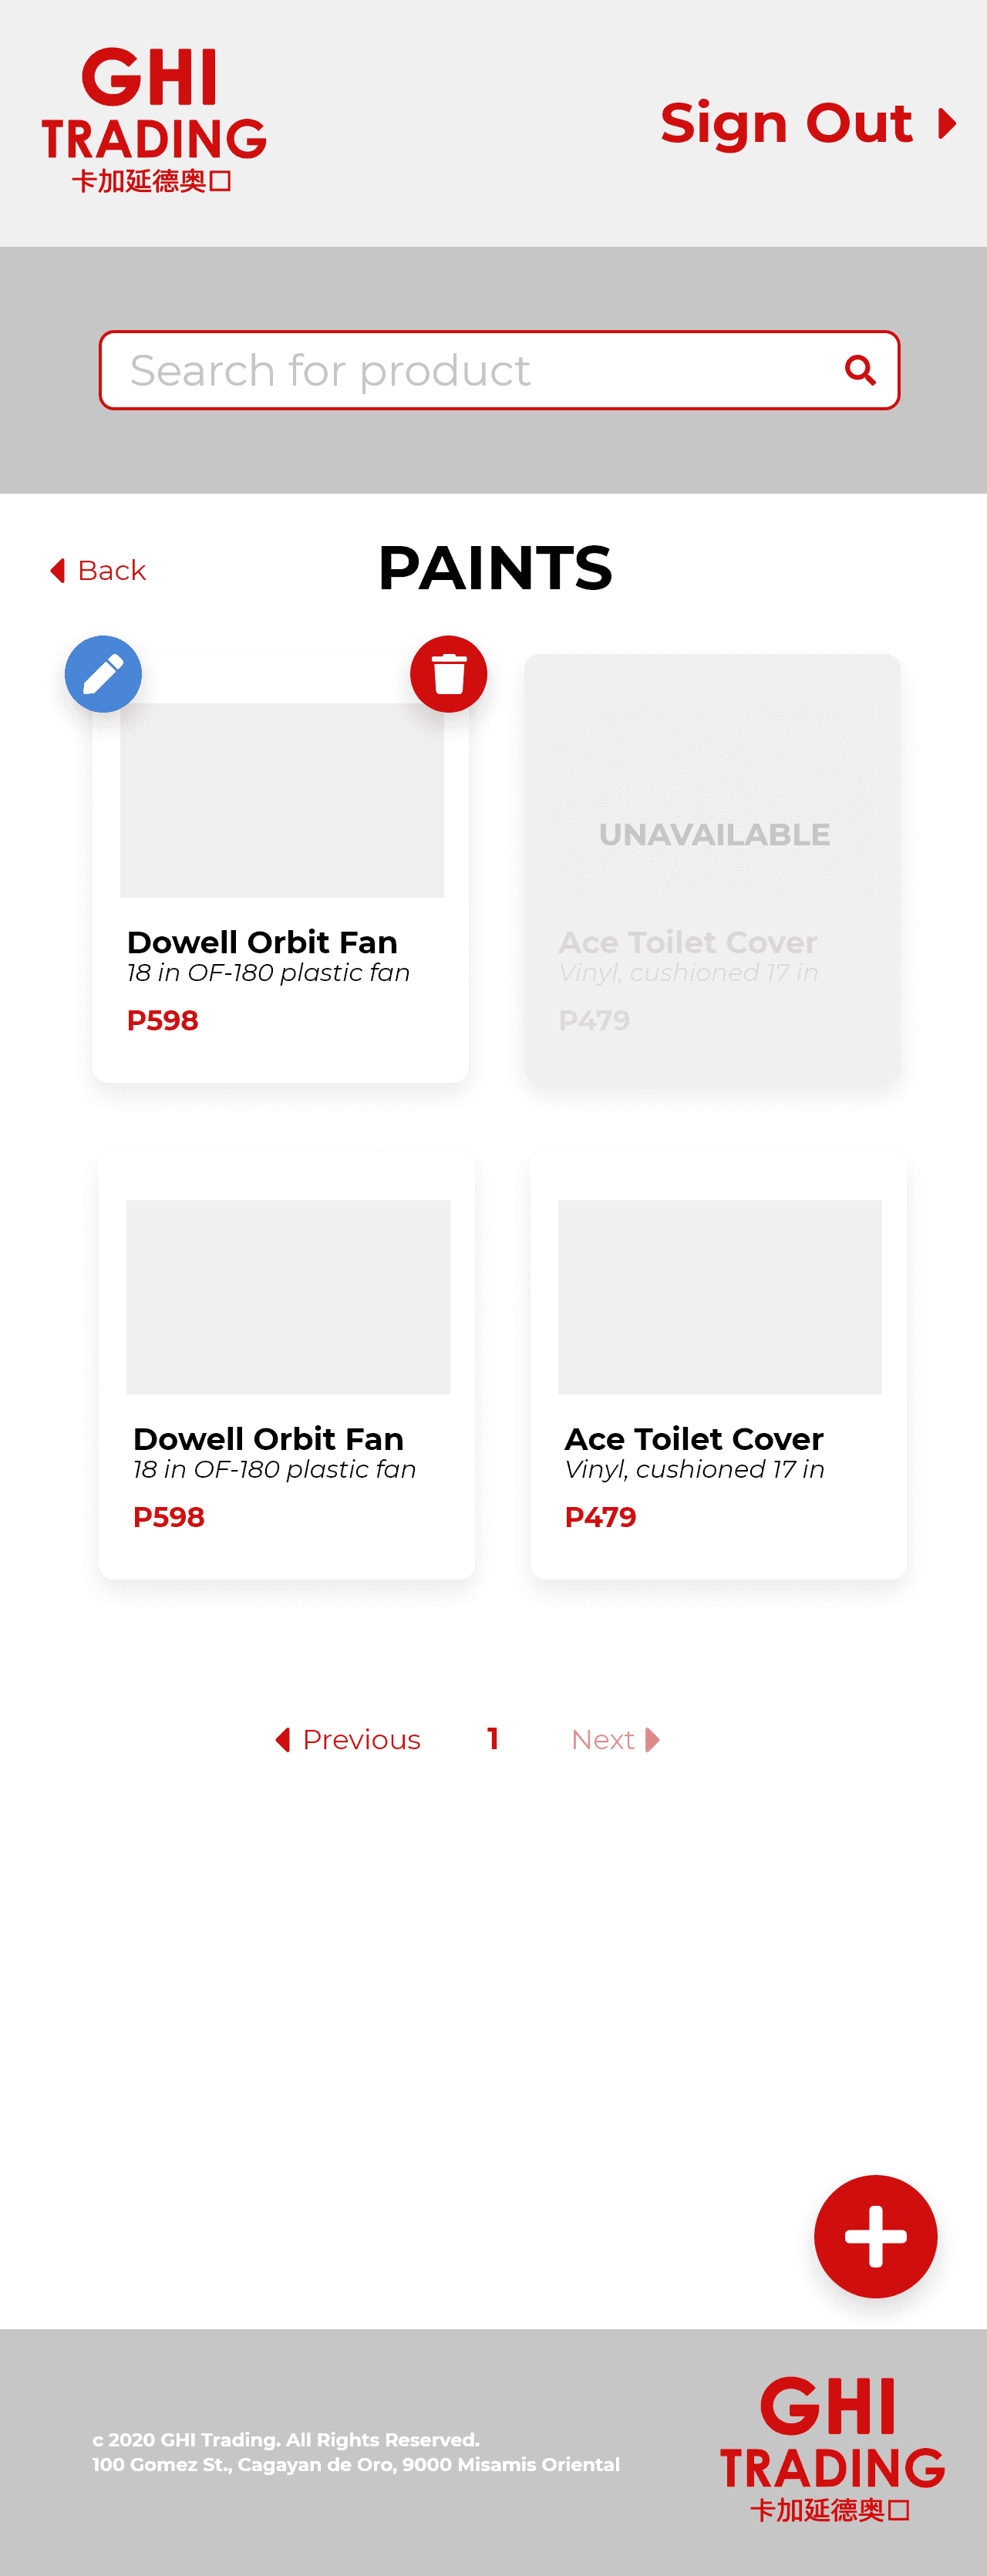 GHI
TRADING
卡加延德奥口
Sign Out
Search for product
Back
PAINTS
UNAVAILABLE
Dowell Orbit Fan
18 in OF-180 plastic fan
P598
Ace Toilet Cover
Vinyl, cushioned 17 in
P479
Dowell Orbit Fan
18 in OF-180 plastic fan
P598
Ace Toilet Cover
Vinyl, cushioned 17 in
P479
Previous
1
Next
c 2020 GHI Trading. All Rights Reserved.
100 Gomez St., Cagayan de Oro, 9000 Misamis Oriental
GHI
TRADING
卡加延德奥口